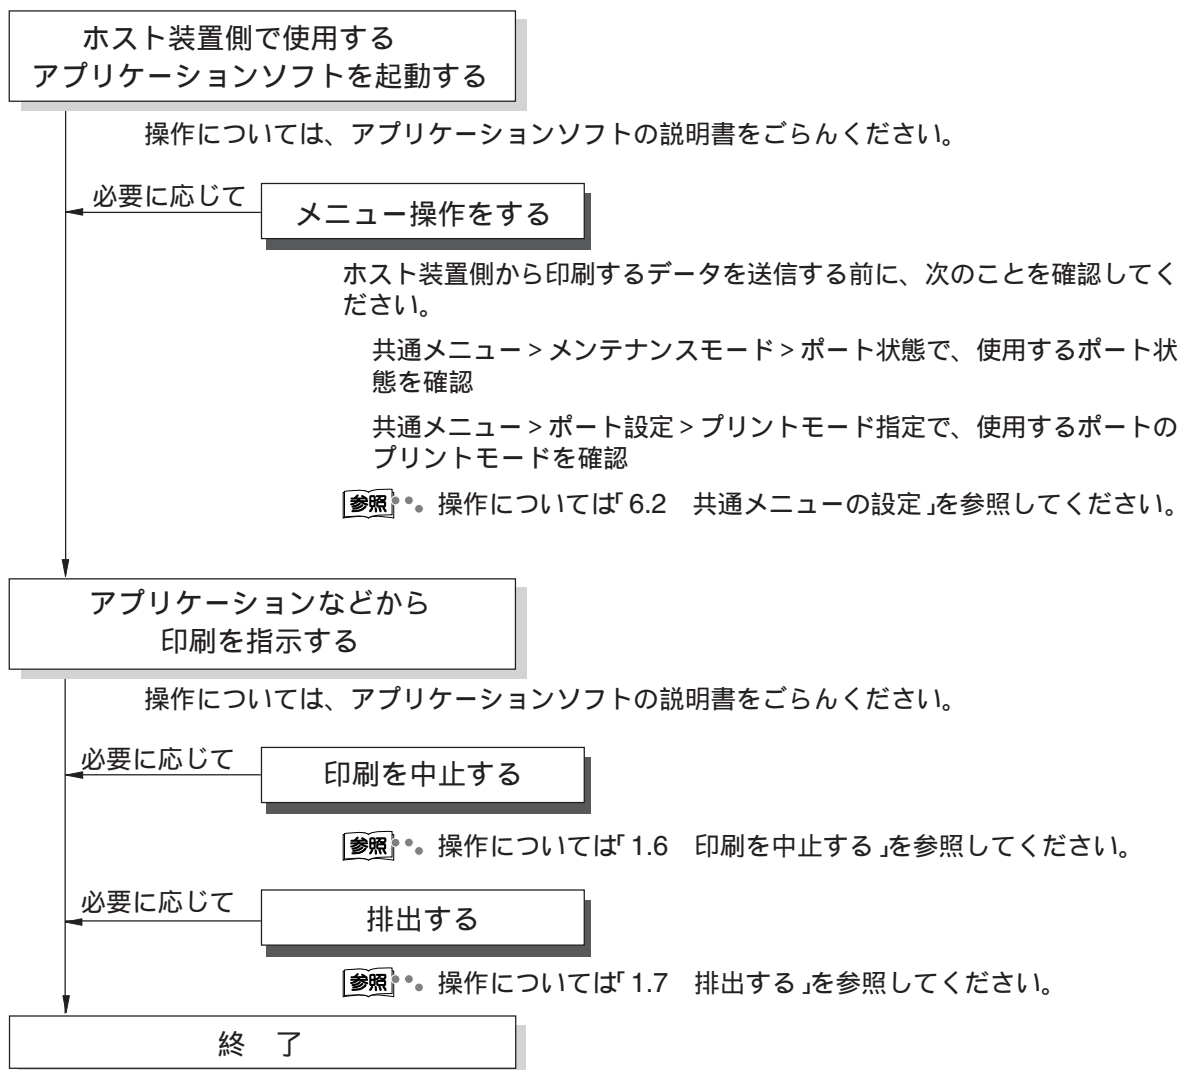 ホスト装置側で使用する
アプリケーションソフトを起動する
操作については、アプリケーションソフトの説明書をごらんください。
必要に応じて
メニュー操作をする
ホスト装置側から印刷するデータを送信する前に、次のことを確認してく
ださい。
共通メニュー > メンテナンスモード > ポート状態で、使用するポート状
態を確認
共通メニュー > ポート設定 > プリントモード指定で、使用するポートの
プリントモードを確認
参照 操作については「6.2　共通メニューの設定」を参照してください。
アプリケーションなどから
印刷を指示する
操作については、アプリケーションソフトの説明書をごらんください。
必要に応じて
印刷を中止する
参照 操作については「1.6　印刷を中止する」を参照してください。
必要に応じて
排出する
参照 操作については「1.7　排出する」を参照してください。
終　了